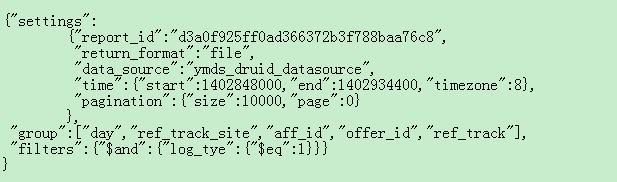 {"settings":
{"report_id":"d3a0f925ff0ad366372b3f788baa76c8",
"return_format":"file",
"data_source":"ymds_druid_datasource",
"time":{"start":1402848000,"end":1402934400,"timezone":8},
"pagination":{"size":10000,"page":0}
},
"group":["day","ref_track_site","aff_id","offer_id","ref_track"],
"filters":{"$and":{"log_tye":{"$eq":1}}}
}